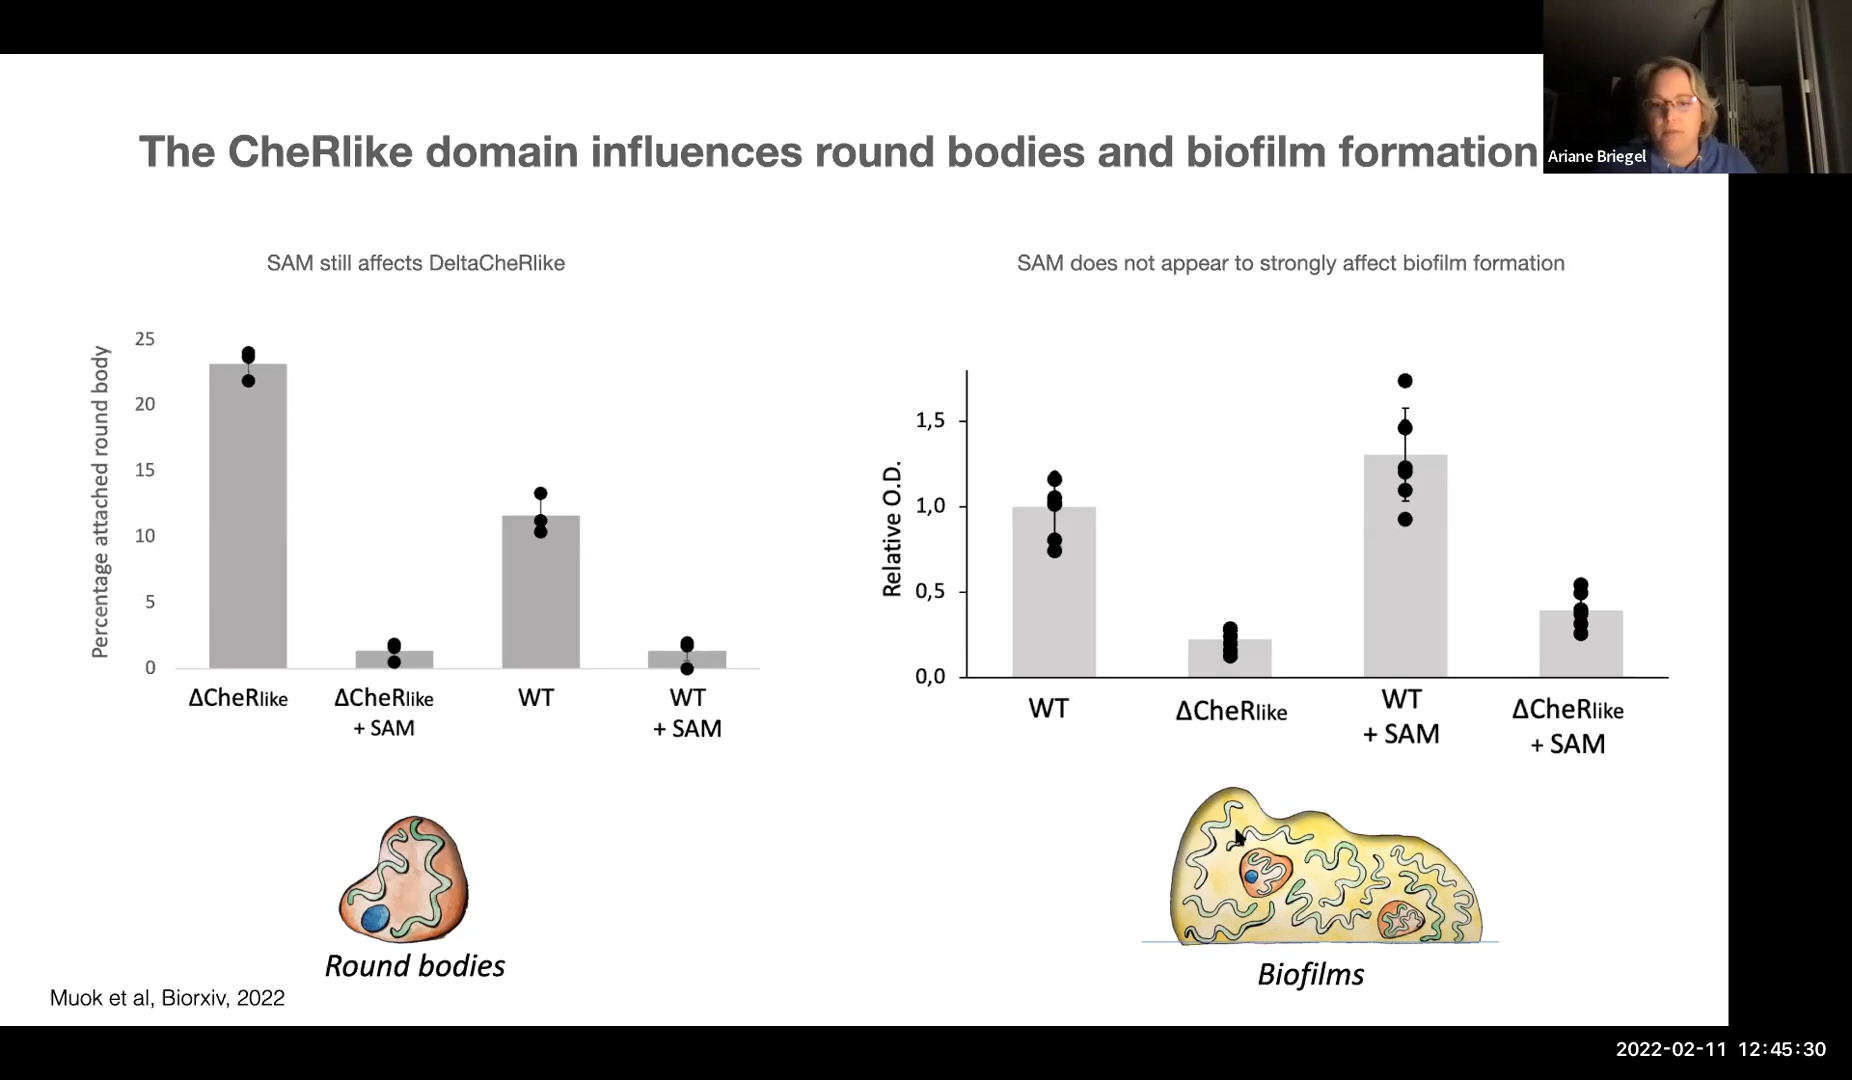 The CheRlike domain influences round bodies and biofilm formation
Ariane Briegel
SAM still affects DeltaCheRlike
SAM does not appear to strongly affect biofilm formation
Percentage attached round body
25
20
15
10
5
0
ΔCheRlike
ΔCheRlike
+ SAM
WT
WT
+ SAM
Relative O.D.
1,5
1,0
0,5
0,0
WT
ΔCheRlike
WT
+ SAM
ΔCheRlike
+ SAM
Round bodies
Biofilms
Muok et al, Biorxiv, 2022
2022-02-11 12:45:30